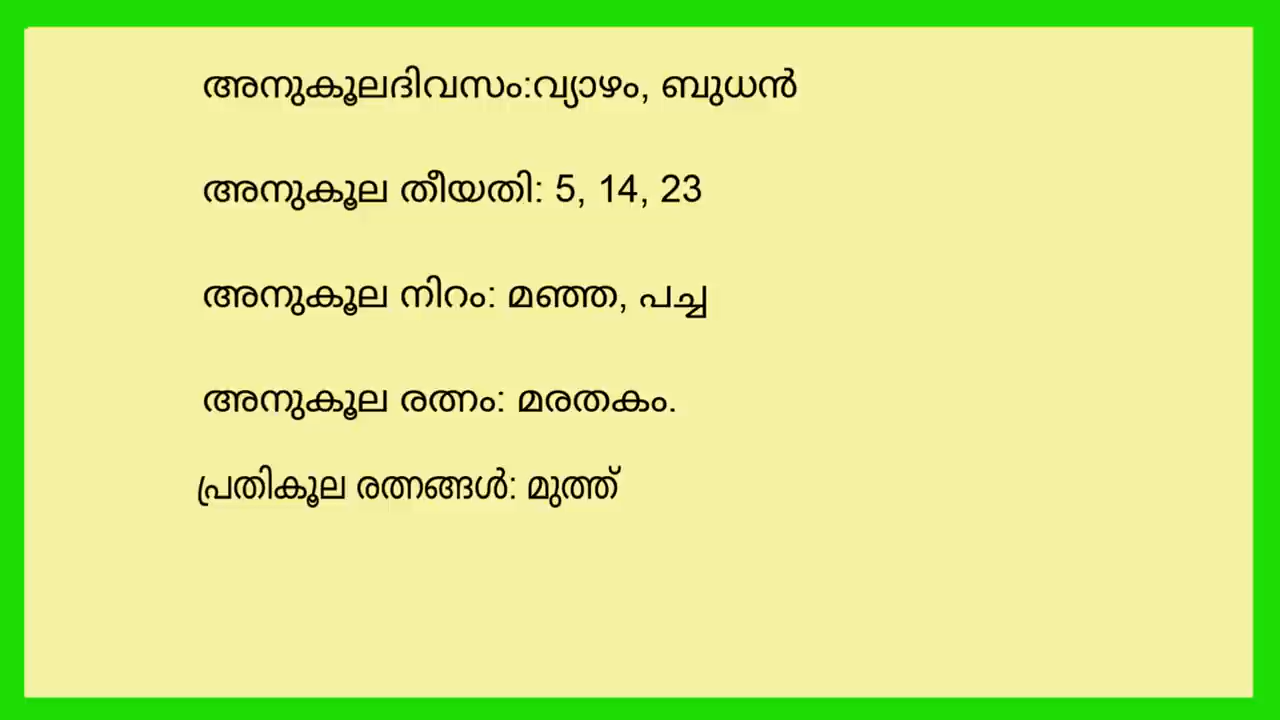 അനുകൂലദിവസം:വ്യാഴം, ബുധൻ
അനുകൂല തീയതി: 5, 14, 23
അനുകൂല നിറം: മഞ്ഞ, പച്ച
അനുകൂല രത്നം: മരതകം.
പ്രതികൂല രത്നങ്ങൾ: മുത്ത്